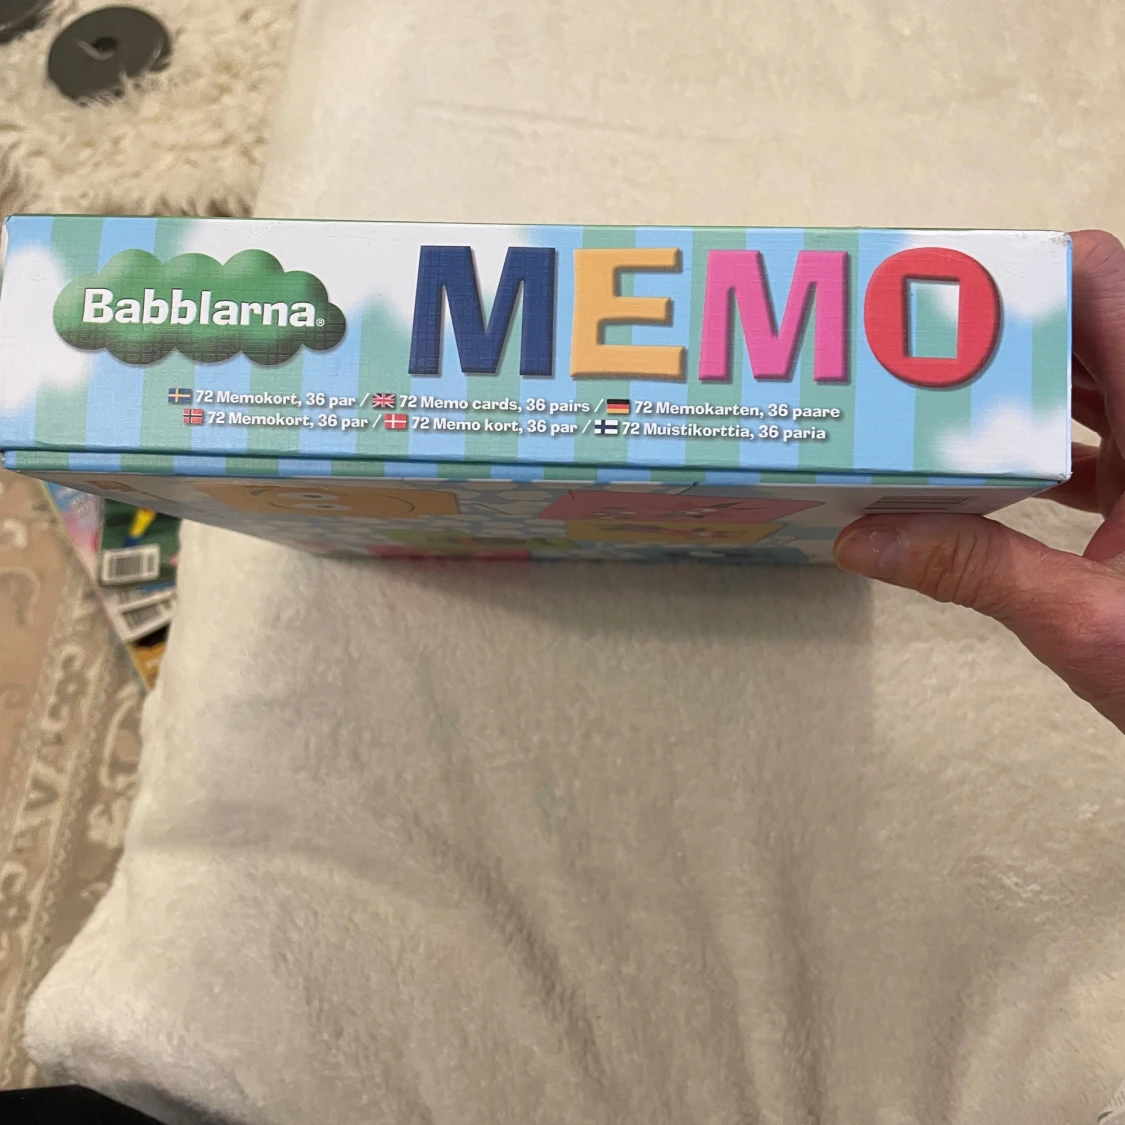 Babblarna®
MEMO
72 Memokort, 36 par / 72 Memo cards, 36 pairs / 72 Memokarten, 36 paare
72 Memokort, 36 par / 72 Memo kort, 36 par / 72 Muistikorttia, 36 paria